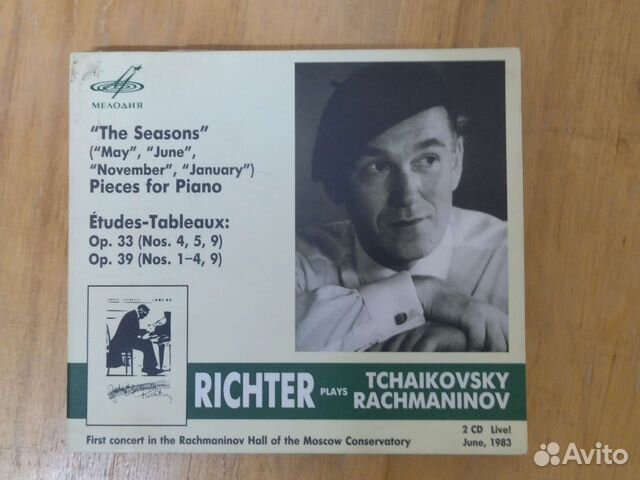 МЕЛОДИЯ
"The Seasons"
("May", "June",
"November", "January")
Pieces for Piano
Études-Tableaux:
Op. 33 (Nos. 4, 5, 9)
Op. 39 (Nos. 1–4, 9)
RICHTER PLAYS TCHAIKOVSKY
RACHMANINOV
First concert in the Rachmaninov Hall of the Moscow Conservatory
2 CD Live!
June, 1983
Avito